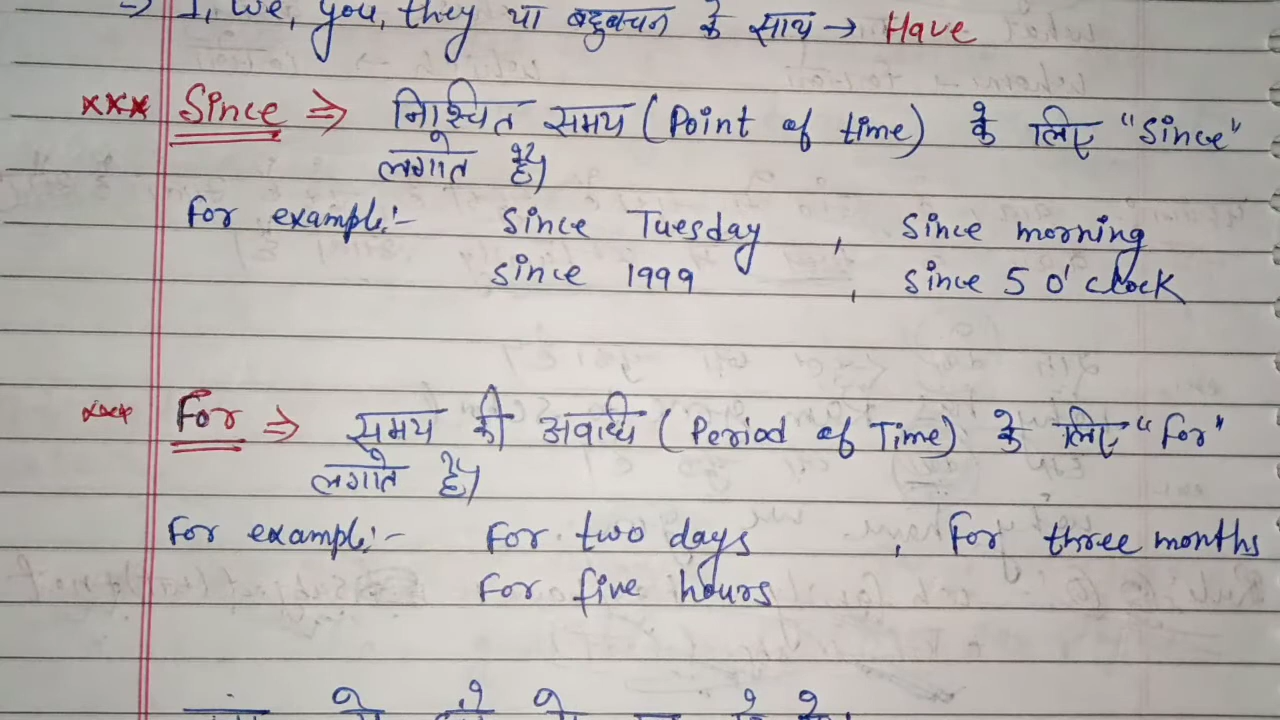 → I, we, you, they या बहुबचन के साथ → Have
*** Since ⇒ निश्चित समय (Point of time) के लिए "Since"
लगाते हैं।
For example:- Since Tuesday , Since morning
Since 1999 , Since 5 o'clock
*** For ⇒ समय की अवधि (Period of Time) के लिए "for"
लगाते हैं।
For example:- For two days , For three months
For five hours